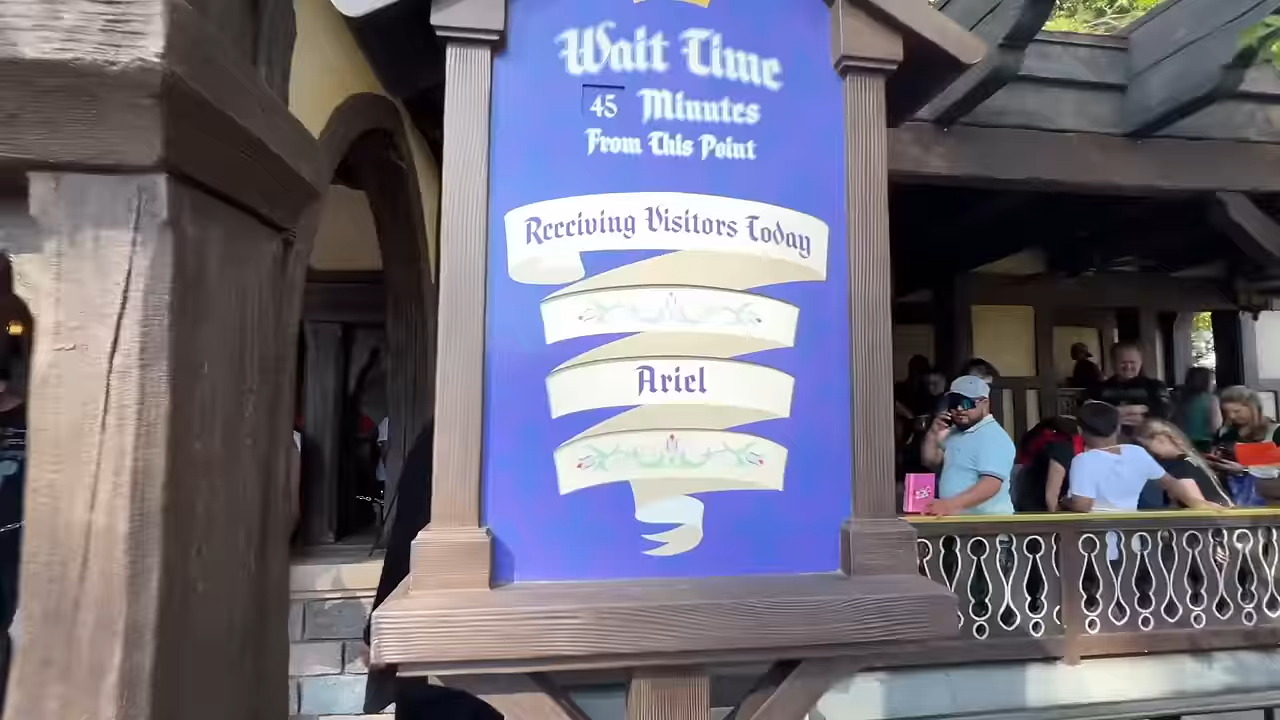 Wait Time
45 Minutes
From This Point
Receiving Visitors Today
Ariel